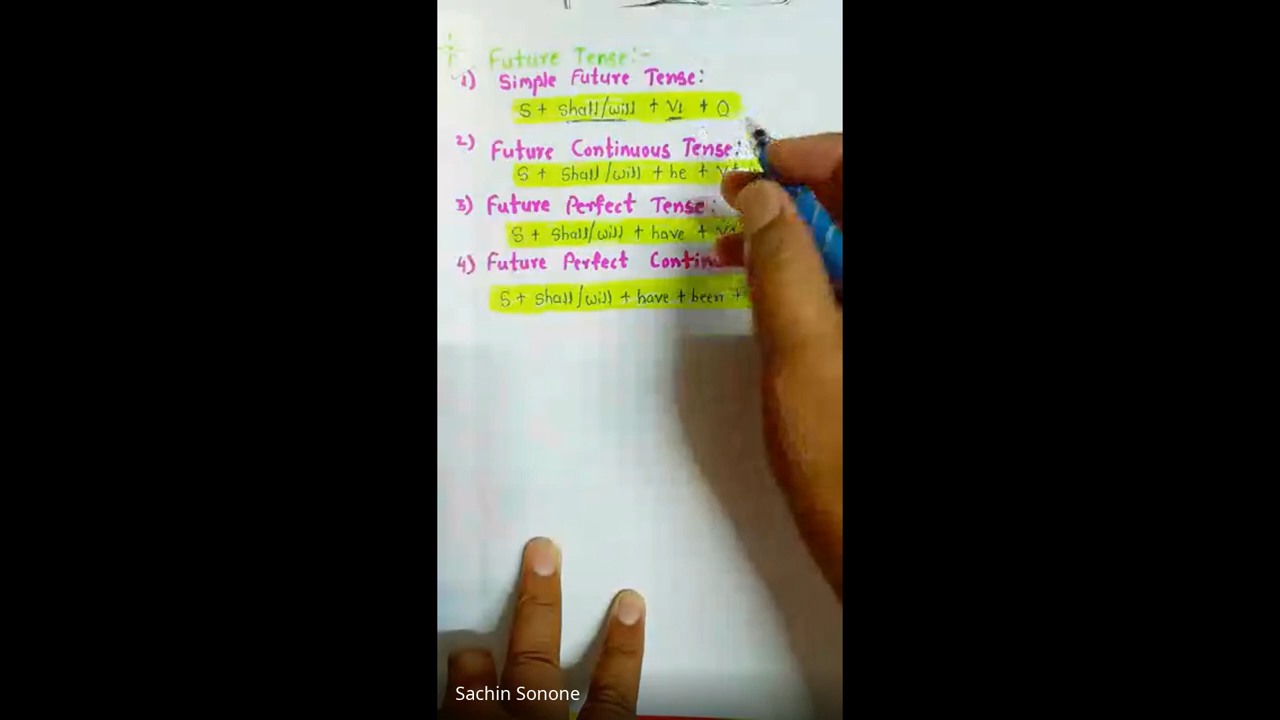 Future Tense:-
1) Simple Future Tense:
S + Shall/will + V1 + O
2) Future Continuous Tense:
S + Shall/will + be +
3) Future Perfect Tense:
S + Shall/will + have +
4) Future Perfect
S + Shall/will + have + been +
Sachin Sonone